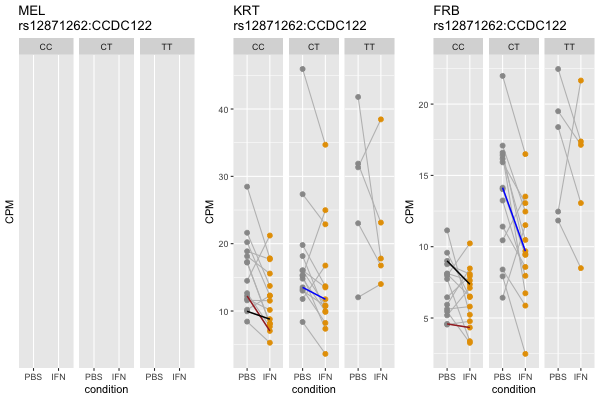 MEL
rs12871262:CCDC122
CC CT TT
CPM
PBS IFN PBS IFN PBS IFN
condition
KRT
rs12871262:CCDC122
CC CT TT
CPM
40
30
20
10
PBS IFN PBS IFN PBS IFN
condition
FRB
rs12871262:CCDC122
CC CT TT
CPM
20
15
10
5
PBS IFN PBS IFN PBS IFN
condition